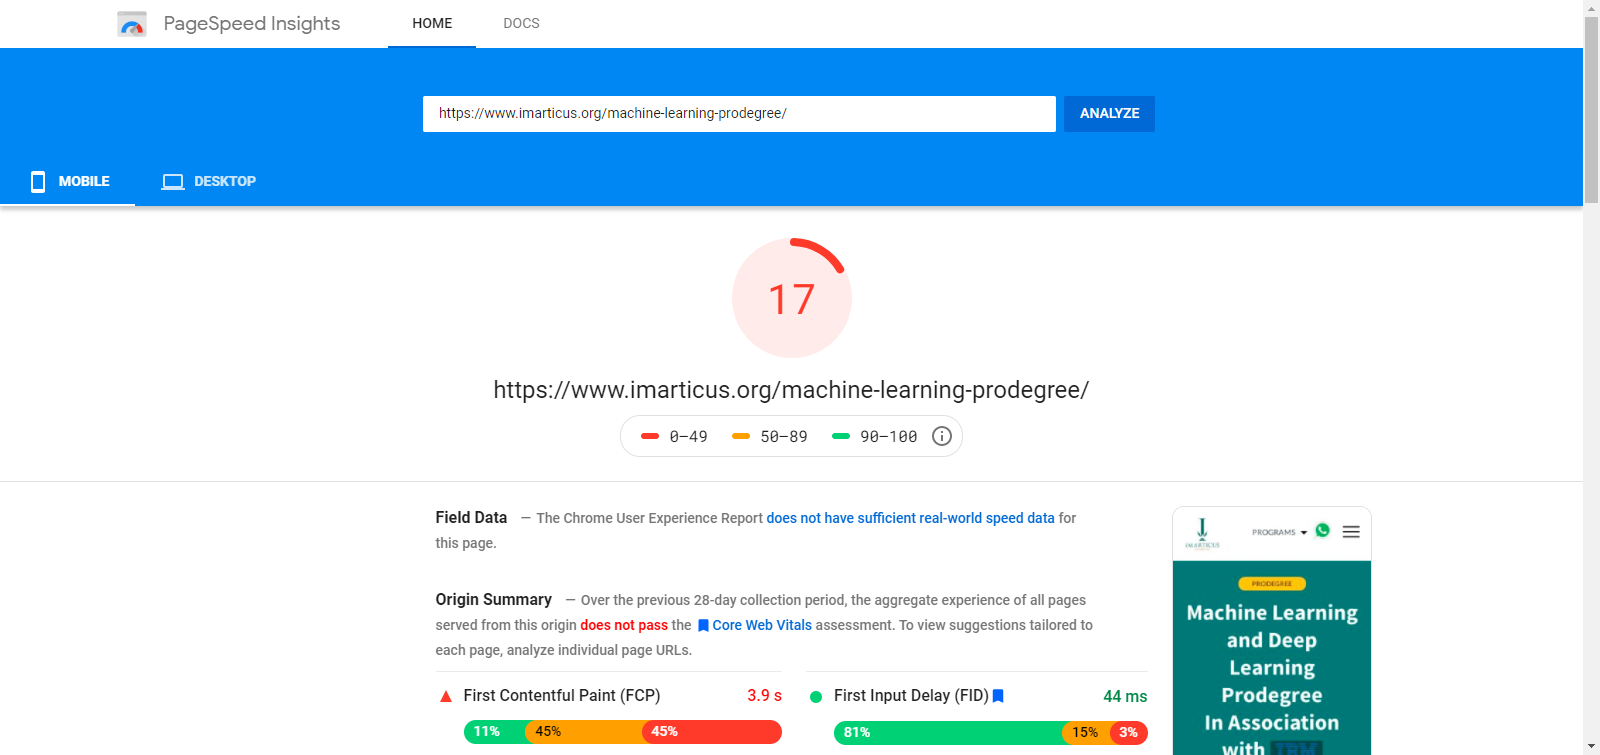 PageSpeed Insights
HOME
DOCS
https://www.imarticus.org/machine-learning-prodegree/
ANALYZE
MOBILE
DESKTOP
17
https://www.imarticus.org/machine-learning-prodegree/
0–49
50–89
90–100
Field Data — The Chrome User Experience Report does not have sufficient real-world speed data for
this page.
Origin Summary — Over the previous 28-day collection period, the aggregate experience of all pages
served from this origin does not pass the Core Web Vitals assessment. To view suggestions tailored to
each page, analyze individual page URLs.
First Contentful Paint (FCP) 3.9 s
11% 45% 45%
First Input Delay (FID) 44 ms
81% 15% 3%
IMARTICUS
PROGRAMS
PRODEGREE
Machine Learning
and Deep
Learning
Prodegree
In Association
with